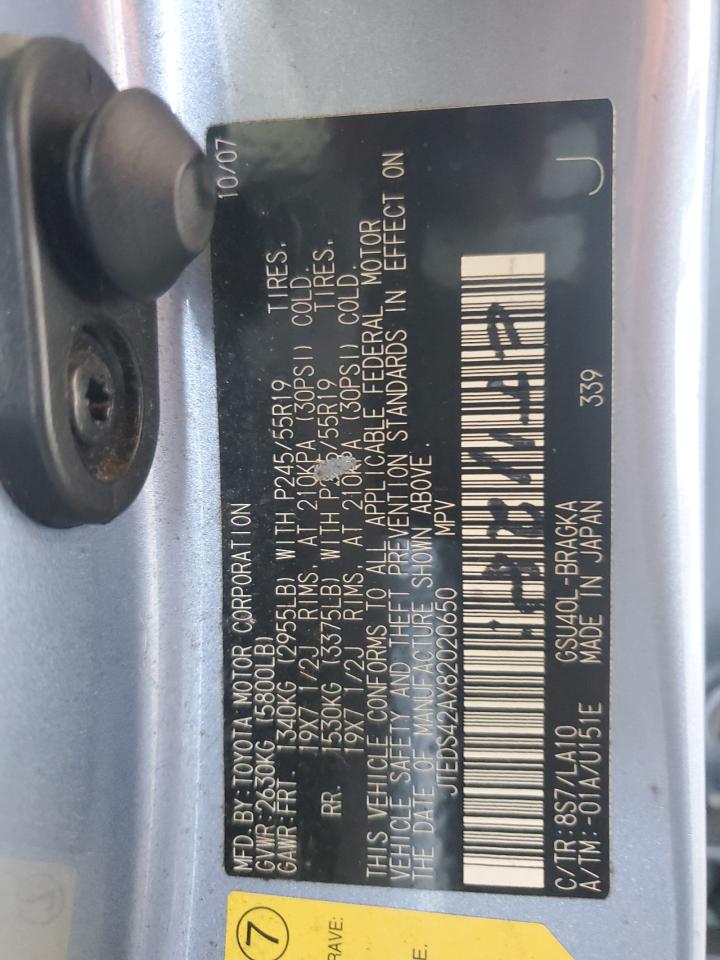 MFD. BY: TOYOTA MOTOR CORPORATION 10/07
GVWR: 2630KG (5800LB)
GAWR: FRT. 1340KG (2955LB) WITH P245/55R19 TIRES,
19X7 1/2J RIMS, AT 210KPA (30PSI) COLD.
RR. 1530KG (3375LB) WITH /55R19 TIRES,
19X7 1/2J RIMS, AT 210KPA (30PSI) COLD.
THIS VEHICLE CONFORMS TO ALL APPLICABLE FEDERAL MOTOR
VEHICLE SAFETY AND THEFT PREVENTION STANDARDS IN EFFECT ON
THE DATE OF MANUFACTURE SHOWN ABOVE.
JTEDS42AX82020650 MPV
C/TR: 8S7/LA10 GSU40L-BRAGKA
A/TM: -01A/U151E MADE IN JAPAN 339 J
7
RAVE:
E.